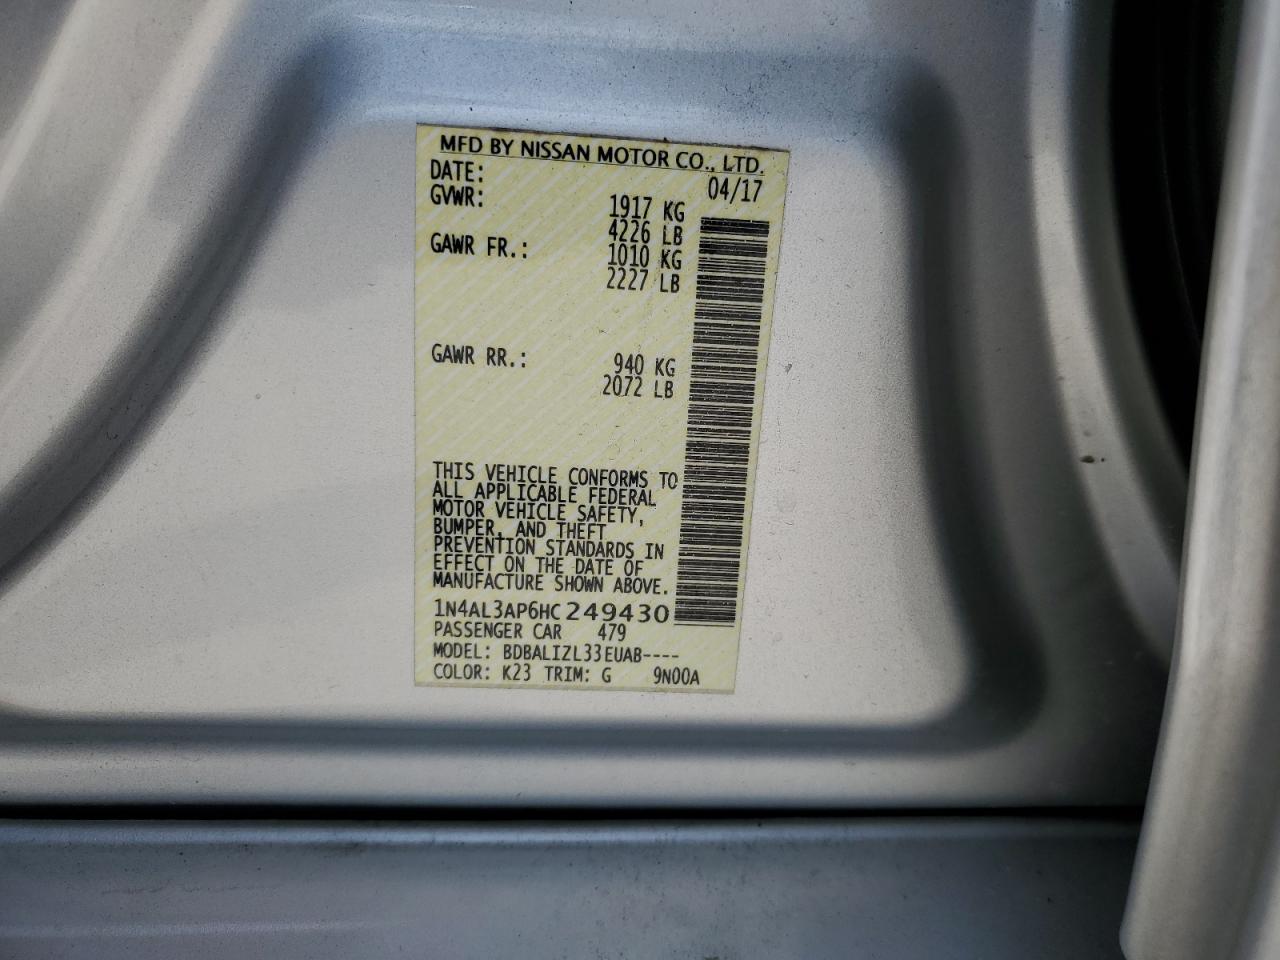 MFD BY NISSAN MOTOR CO., LTD.
DATE: 04/17
GVWR: 1917 KG
4226 LB
GAWR FR.: 1010 KG
2227 LB
GAWR RR.: 940 KG
2072 LB
THIS VEHICLE CONFORMS TO
ALL APPLICABLE FEDERAL
MOTOR VEHICLE SAFETY,
BUMPER, AND THEFT
PREVENTION STANDARDS IN
EFFECT ON THE DATE OF
MANUFACTURE SHOWN ABOVE.
1N4AL3AP6HC249430
PASSENGER CAR 479
MODEL: BDBALIZL33EUAB----
COLOR: K23 TRIM: G 9N00A